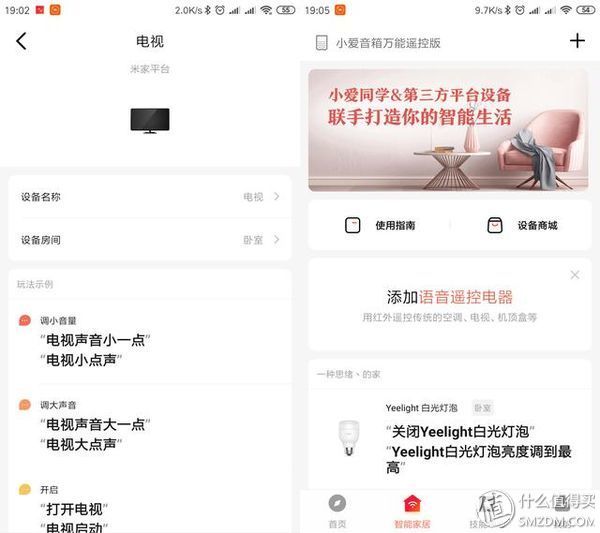 19:02
2.0K/s
55
电视
米家平台
设备名称
电视
设备房间
卧室
玩法示例
调小音量
“电视声音小一点”
“电视小点声”
调大声音
“电视声音大一点”
“电视大点声”
开启
“打开电视”
“电视启动”
19:05
9.7K/s
54
小爱音箱万能遥控版
小爱同学&第三方平台设备
联手打造你的智能生活
使用指南
设备商城
添加语音遥控电器
用红外遥控传统的空调、电视、机顶盒等
一种思绪丶的家
Yeelight 白光灯泡
卧室
“关闭Yeelight白光灯泡”
“Yeelight白光灯泡亮度调到最
高”
首页
智能家居
技能
值
什么值得买
SMZDM.COM